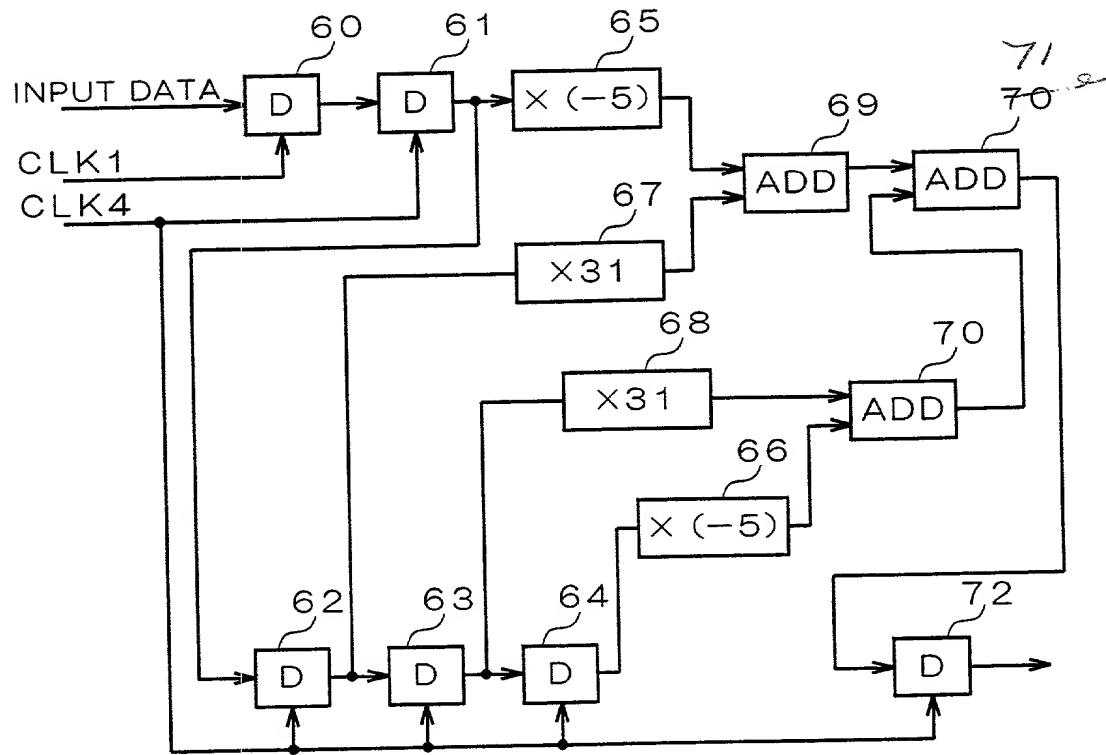 60
61
65
71
70
INPUT DATA
D
D
× (−5)
69
CLK1
ADD
ADD
CLK4
67
×31
68
70
×31
ADD
66
× (−5)
62
63
64
72
D
D
D
D